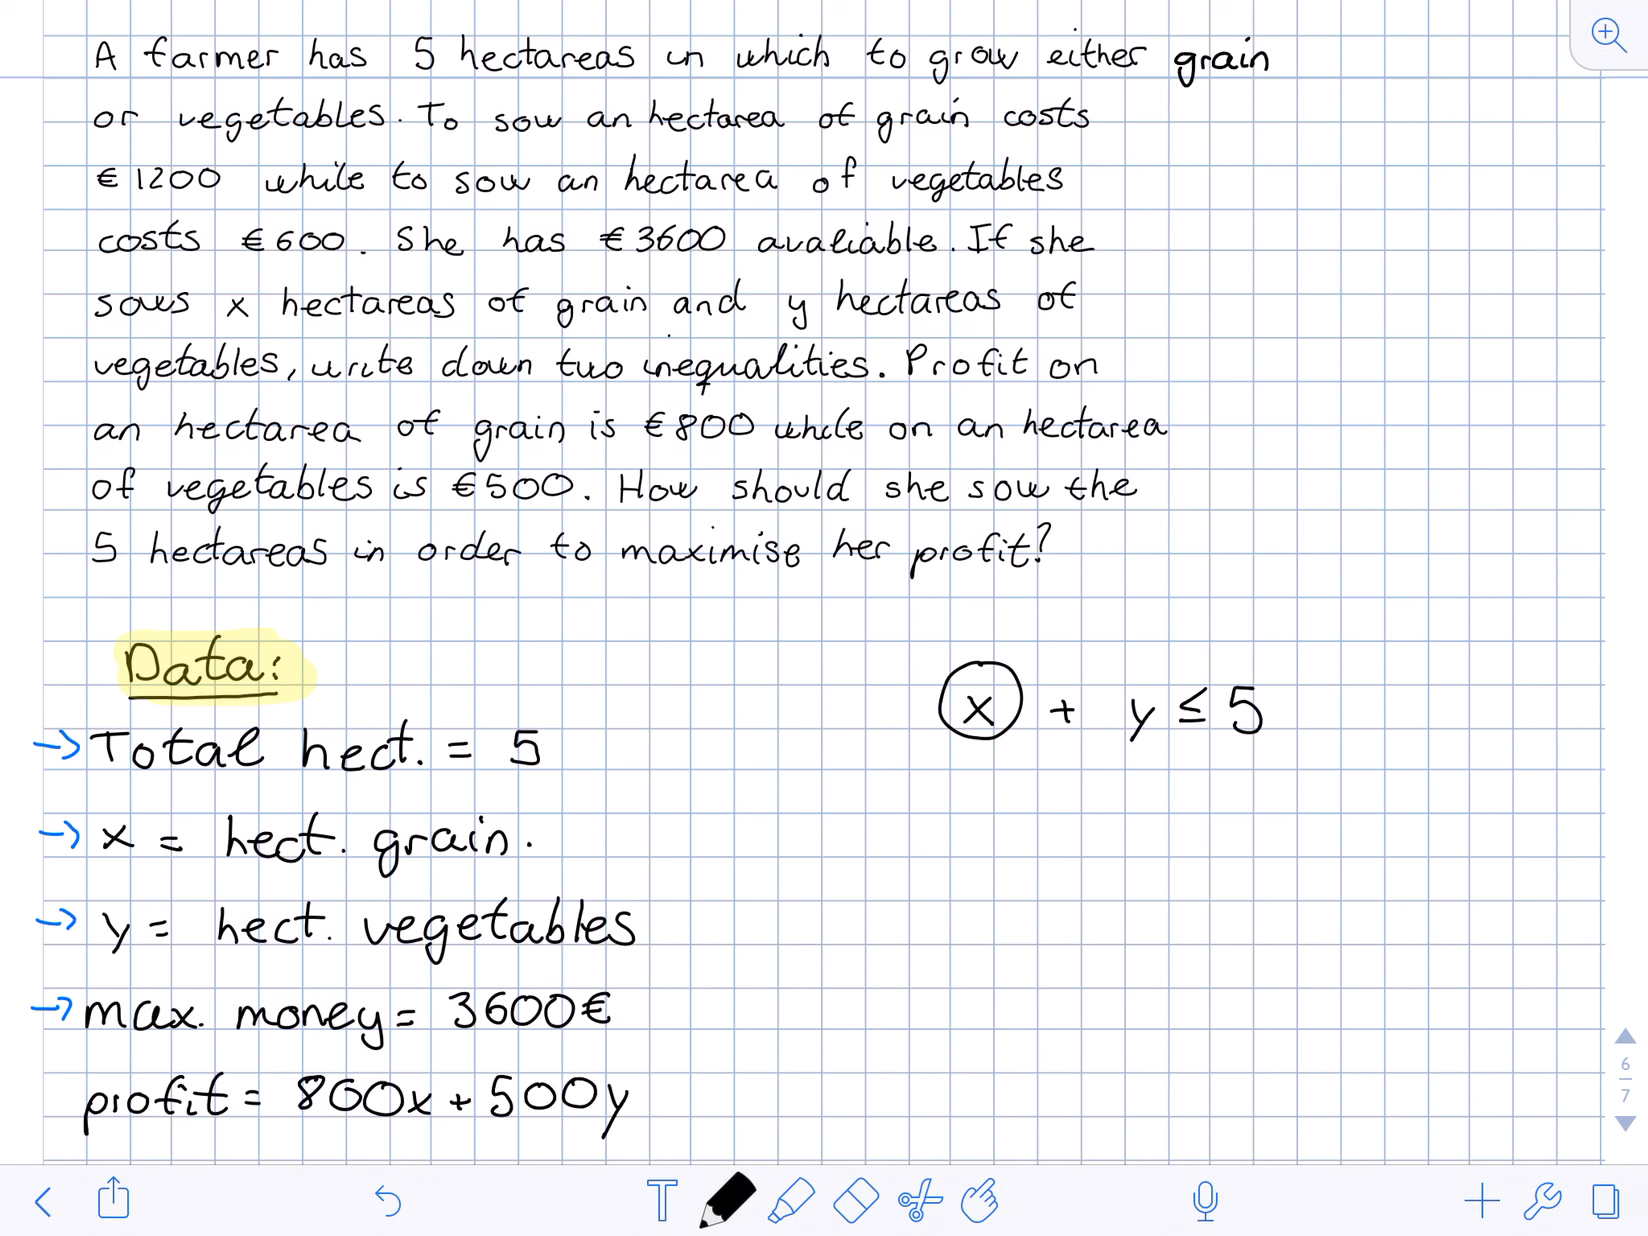 A farmer has 5 hectareas in which to grow either grain
or vegetables. To sow an hectarea of grain costs
€1200 while to sow an hectarea of vegetables
costs €600. She has €3600 avaliable. If she
sows x hectareas of grain and y hectareas of
vegetables, write down two inequalities. Profit on
an hectarea of grain is €800 while on an hectarea
of vegetables is €500. How should she sow the
5 hectareas in order to maximise her profit?
Data:
→ Total hect. = 5
→ x = hect. grain.
→ y = hect. vegetables
→ max. money = 3600€
profit = 800x + 500y
x + y ≤ 5
6
7
T